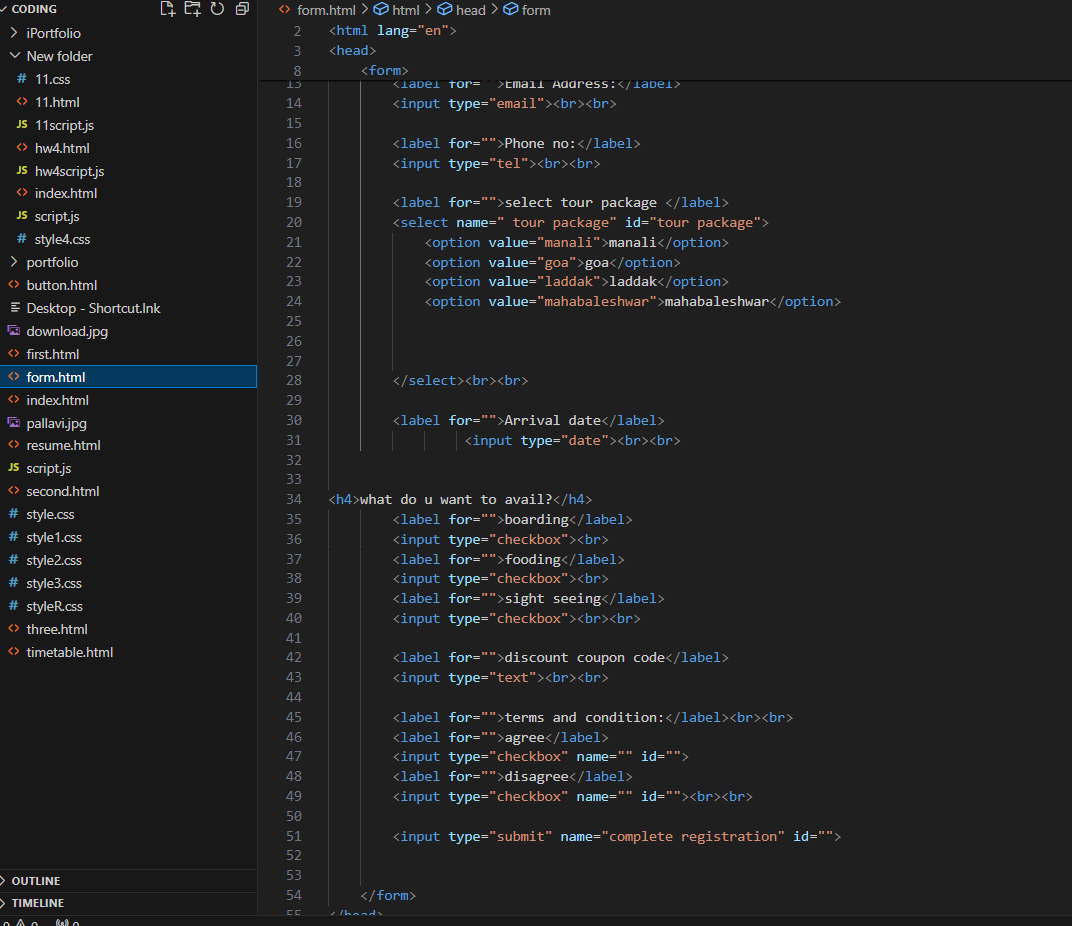 CODING
iPortfolio
New folder
# 11.css
<> 11.html
JS 11script.js
<> hw4.html
JS hw4script.js
<> index.html
JS script.js
# style4.css
portfolio
<> button.html
Desktop - Shortcut.lnk
download.jpg
<> first.html
<> form.html
<> index.html
pallavi.jpg
<> resume.html
JS script.js
<> second.html
# style.css
# style1.css
# style2.css
# style3.css
# styleR.css
<> three.html
<> timetable.html
OUTLINE
TIMELINE
0 0 0
<> form.html > html > head > form
2 <html lang="en">
3 <head>
8 <form>
13 <label for="">Email Address:</label>
14 <input type="email"><br><br>
15
16 <label for="">Phone no:</label>
17 <input type="tel"><br><br>
18
19 <label for="">select tour package </label>
20 <select name=" tour package" id="tour package">
21 <option value="manali">manali</option>
22 <option value="goa">goa</option>
23 <option value="laddak">laddak</option>
24 <option value="mahabaleshwar">mahabaleshwar</option>
25
26
27
28 </select><br><br>
29
30 <label for="">Arrival date</label>
31 <input type="date"><br><br>
32
33
34 <h4>what do u want to avail?</h4>
35 <label for="">boarding</label>
36 <input type="checkbox"><br>
37 <label for="">fooding</label>
38 <input type="checkbox"><br>
39 <label for="">sight seeing</label>
40 <input type="checkbox"><br><br>
41
42 <label for="">discount coupon code</label>
43 <input type="text"><br><br>
44
45 <label for="">terms and condition:</label><br><br>
46 <label for="">agree</label>
47 <input type="checkbox" name="" id="">
48 <label for="">disagree</label>
49 <input type="checkbox" name="" id=""><br><br>
50
51 <input type="submit" name="complete registration" id="">
52
53
54 </form>
55 </head>